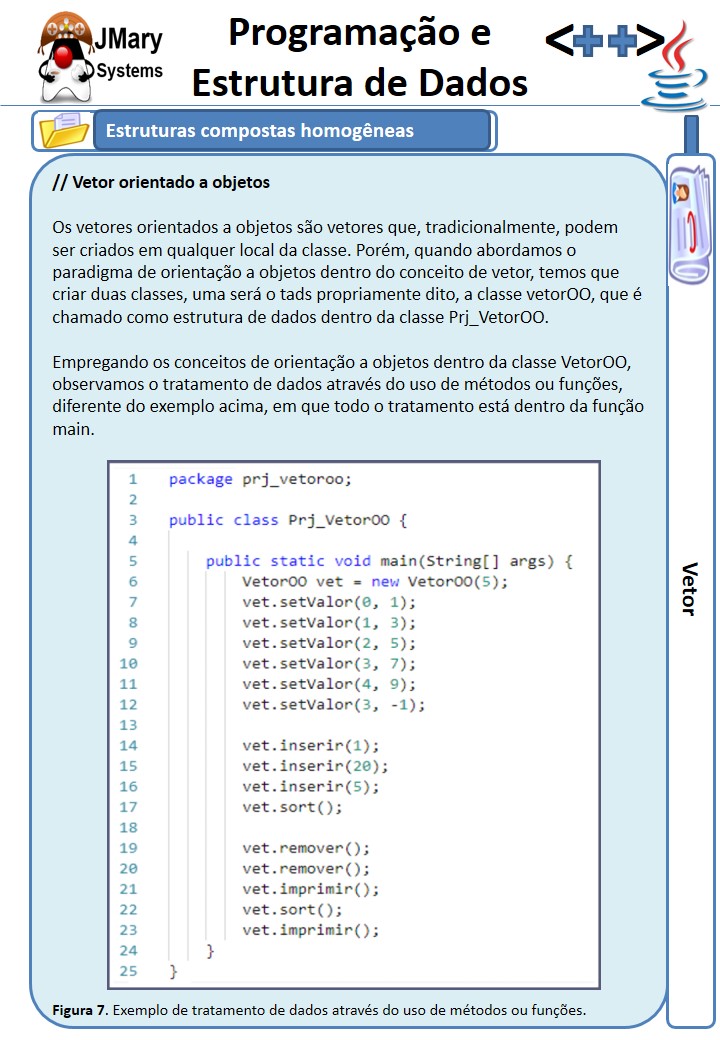 JMary
Systems
Programação e
Estrutura de Dados
<++>
Estruturas compostas homogêneas
// Vetor orientado a objetos
Os vetores orientados a objetos são vetores que, tradicionalmente, podem
ser criados em qualquer local da classe. Porém, quando abordamos o
paradigma de orientação a objetos dentro do conceito de vetor, temos que
criar duas classes, uma será o tads propriamente dito, a classe vetorOO, que é
chamado como estrutura de dados dentro da classe Prj_VetorOO.
Empregando os conceitos de orientação a objetos dentro da classe VetorOO,
observamos o tratamento de dados através do uso de métodos ou funções,
diferente do exemplo acima, em que todo o tratamento está dentro da função
main.
1 package prj_vetoroo;
2
3 public class Prj_VetorOO {
4
5 public static void main(String[] args) {
6 VetorOO vet = new VetorOO(5);
7 vet.setValor(0, 1);
8 vet.setValor(1, 3);
9 vet.setValor(2, 5);
10 vet.setValor(3, 7);
11 vet.setValor(4, 9);
12 vet.setValor(3, -1);
13
14 vet.inserir(1);
15 vet.inserir(20);
16 vet.inserir(5);
17 vet.sort();
18
19 vet.remover();
20 vet.remover();
21 vet.imprimir();
22 vet.sort();
23 vet.imprimir();
24 }
25 }
Figura 7. Exemplo de tratamento de dados através do uso de métodos ou funções.
Vetor